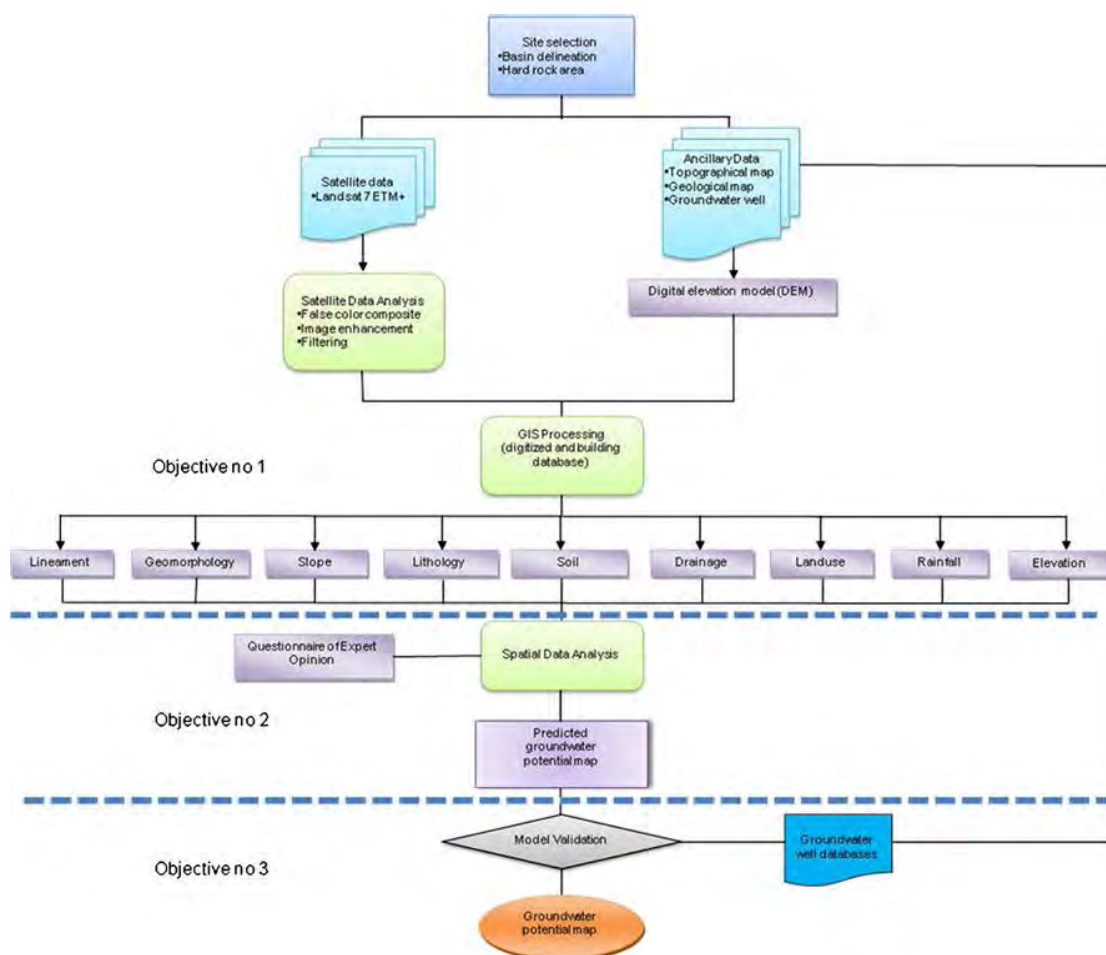 Site selection
•Basin delineation
•Hard rock area
Satellite data
•Landsat 7 ETM+
Ancillary Data
•Topographical map
•Geological map
•Groundwater well
Satellite Data Analysis
•False color composite
•Image enhancement
•Filtering
Digital elevation model (DEM)
GIS Processing
(digitized and building
database)
Objective no 1
Lineament
Geomorphology
Slope
Lithology
Soil
Drainage
Landuse
Rainfall
Elevation
Questionnaire of Expert
Opinion
Spatial Data Analysis
Objective no 2
Predicted
groundwater
potential map
Model Validation
Groundwater
well databases
Objective no 3
Groundwater
potential map